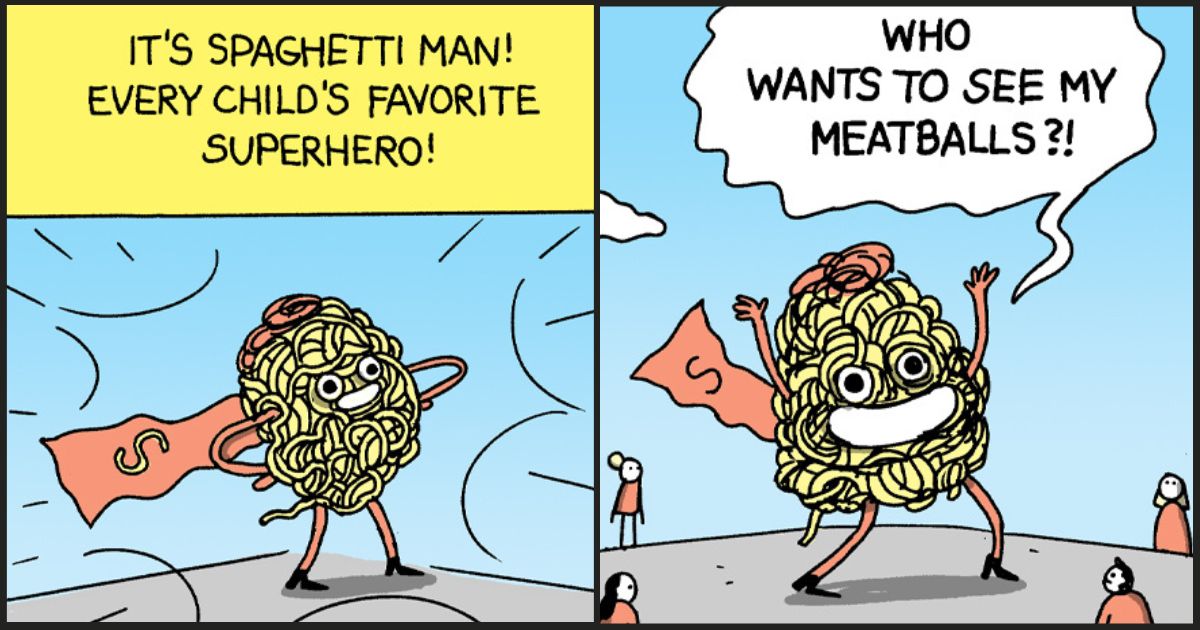 IT'S SPAGHETTI MAN!
EVERY CHILD'S FAVORITE
SUPERHERO!
S
WHO
WANTS TO SEE MY
MEATBALLS?!
S